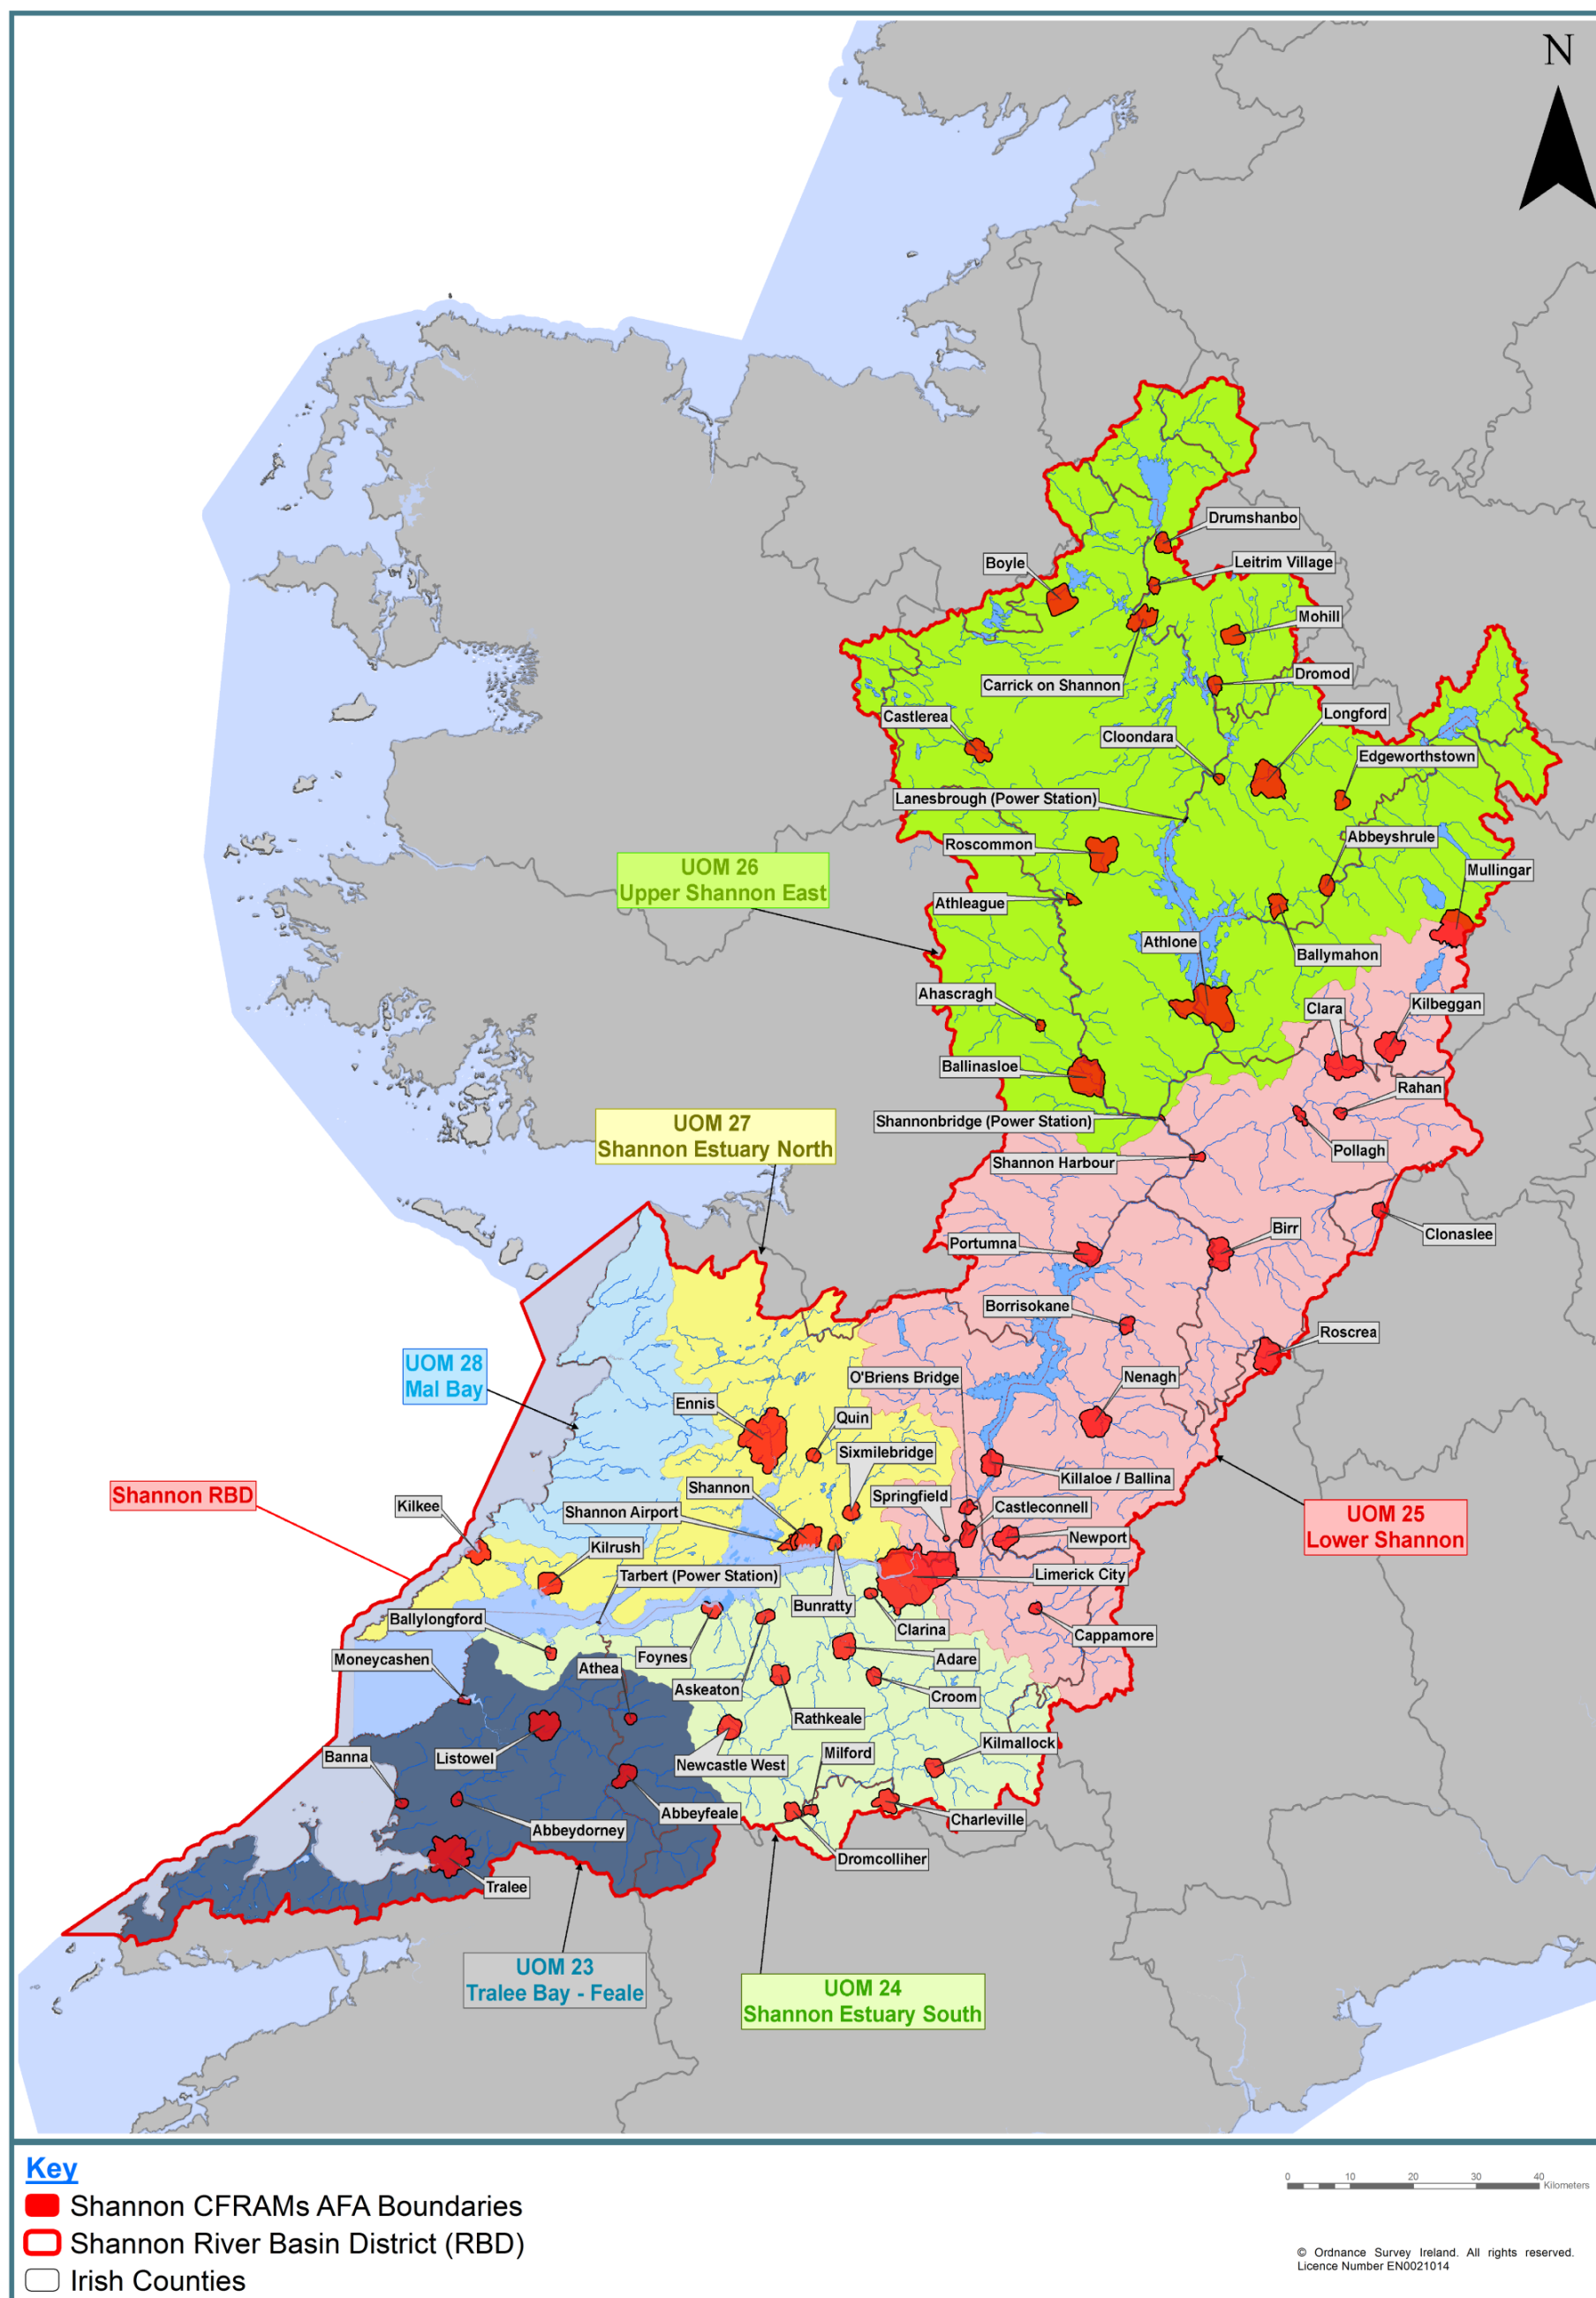 N
Drumshanbo
Boyle
Leitrim Village
Mohill
Dromod
Carrick on Shannon
Castlerea
Longford
Cloondara
Edgeworthstown
Lanesbrough (Power Station)
Abbeyshrule
Roscommon
Mullingar
UOM 26
Upper Shannon East
Athleague
Athlone
Ballymahon
Ahascragh
Clara
Kilbeggan
Ballinasloe
Rahan
Shannonbridge (Power Station)
UOM 27
Shannon Estuary North
Pollagh
Shannon Harbour
Portumna
Birr
Clonaslee
Borrisokane
Roscrea
UOM 28
Mal Bay
O'Briens Bridge
Nenagh
Ennis
Quin
Sixmilebridge
Killaloe / Ballina
Shannon
Springfield
Shannon RBD
Kilkee
Shannon Airport
Castleconnell
UOM 25
Lower Shannon
Newport
Kilrush
Tarbert (Power Station)
Limerick City
Bunratty
Ballylongford
Clarina
Cappamore
Moneycashen
Foynes
Athea
Adare
Askeaton
Croom
Rathkeale
Banna
Listowel
Newcastle West
Milford
Kilmallock
Abbeyfeale
Charleville
Abbeydorney
Dromcolliher
Tralee
UOM 23
Tralee Bay - Feale
UOM 24
Shannon Estuary South
Key
Shannon CFRAMs AFA Boundaries
Shannon River Basin District (RBD)
Irish Counties
0 10 20 30 40
Kilometers
© Ordnance Survey Ireland. All rights reserved.
Licence Number EN0021014